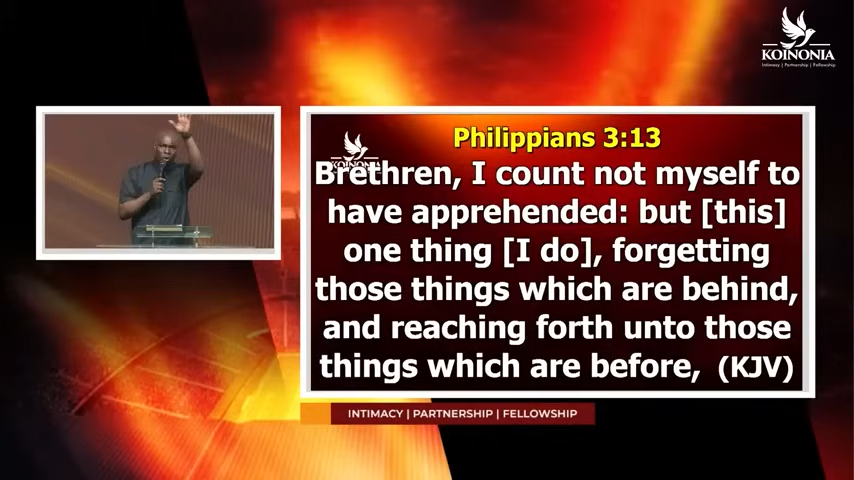 KOINONIA
Intimacy | Partnership | Fellowship
KOINONIA
Philippians 3:13
Brethren, I count not myself to
have apprehended: but [this]
one thing [I do], forgetting
those things which are behind,
and reaching forth unto those
things which are before, (KJV)
INTIMACY | PARTNERSHIP | FELLOWSHIP